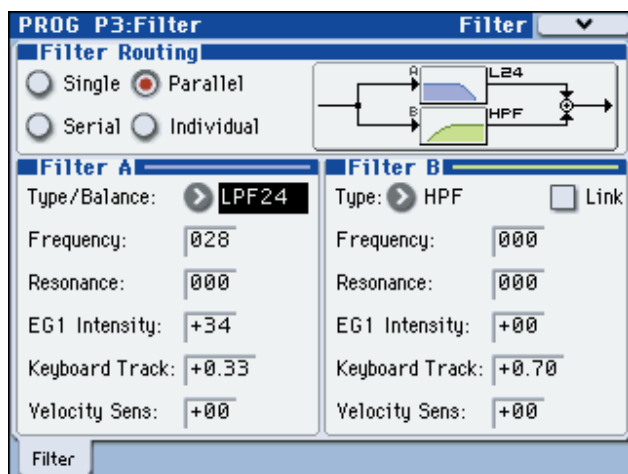 PROG P3:Filter Filter
Filter Routing
Single Parallel
Serial Individual
A L24
B HPF
Filter A
Type/Balance: LPF24
Frequency: 028
Resonance: 000
EG1 Intensity: +34
Keyboard Track: +0.33
Velocity Sens: +00
Filter B
Type: HPF Link
Frequency: 000
Resonance: 000
EG1 Intensity: +00
Keyboard Track: +0.70
Velocity Sens: +00
Filter